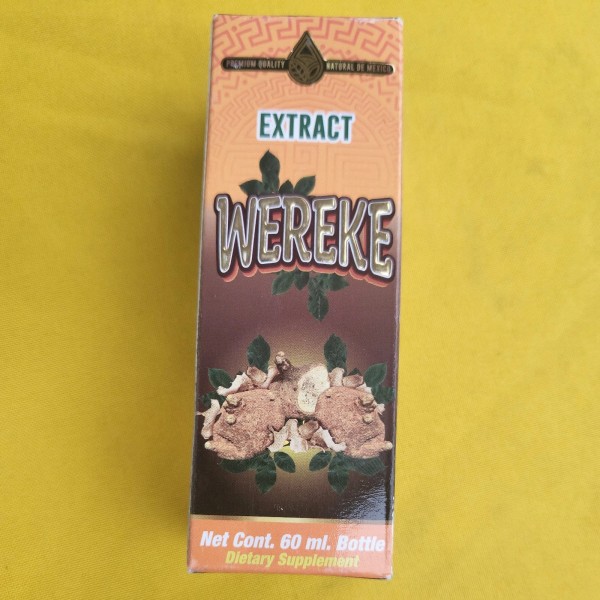 PREMIUM QUALITY NATURAL DE MEXICO
EXTRACT
WEREKE
Net Cont. 60 ml. Bottle
Dietary Supplement